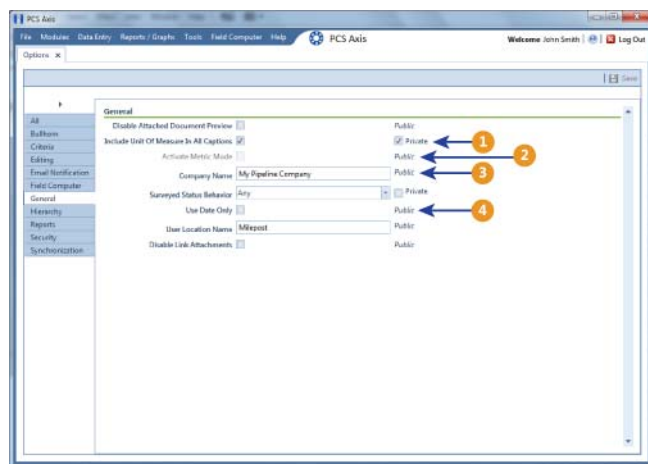 PCS Axis
File Modules Data Entry Reports / Graphs Tools Field Computer Help PCS Axis Welcome John Smith Log Out
Options x
Save
General
All
Bullhorn
Criteria
Editing
Email Notification
Field Computer
General
Hierarchy
Reports
Security
Synchronization
Disable Attached Document Preview Public
Include Unit Of Measure In All Captions Private 1
Activate Metric Mode Public 2
Company Name My Pipeline Company Public 3
Surveyed Status Behavior Any Private
Use Date Only Public 4
User Location Name Milepost Public
Disable Link Attachments Public